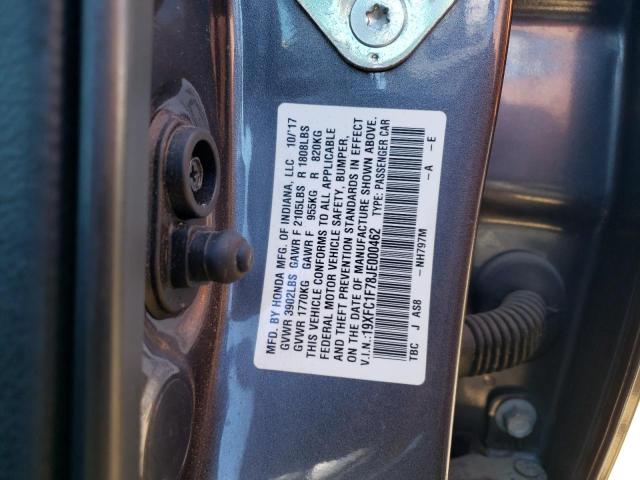 MFD. BY HONDA MFG. OF INDIANA, LLC 10/'17
GVWR 3902LBS GAWR F 2105LBS R 1808LBS
GVWR 1770KG GAWR F 955KG R 820KG
THIS VEHICLE CONFORMS TO ALL APPLICABLE
FEDERAL MOTOR VEHICLE SAFETY, BUMPER,
AND THEFT PREVENTION STANDARDS IN EFFECT
ON THE DATE OF MANUFACTURE SHOWN ABOVE.
V.I.N.:19XFC1F78JE000462 TYPE: PASSENGER CAR
TBC J AS8 -NH797M -A -E